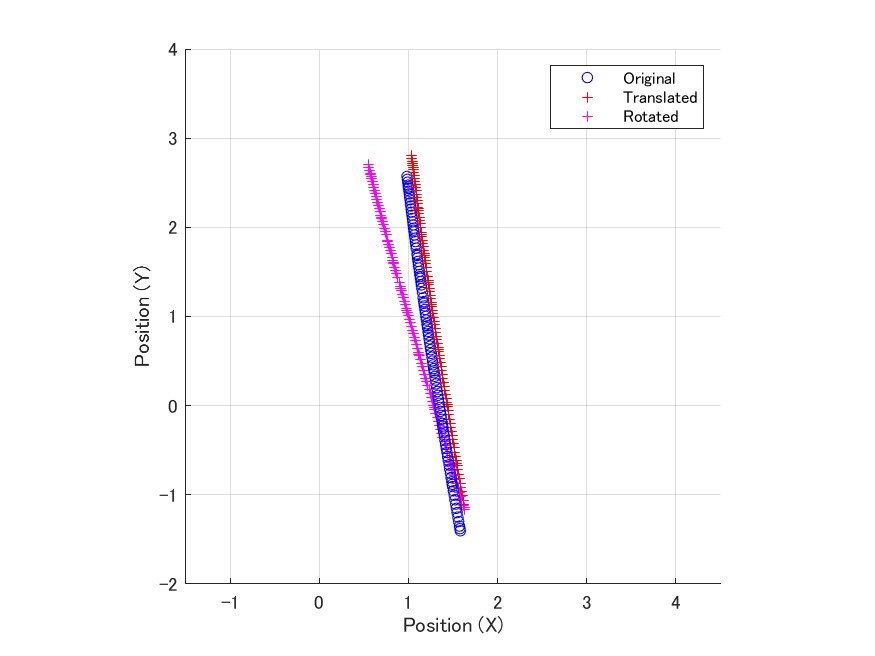 4
3
2
1
0
−1
−2
−1
0
1
2
3
4
Position (X)
Position (Y)
Original
Translated
Rotated